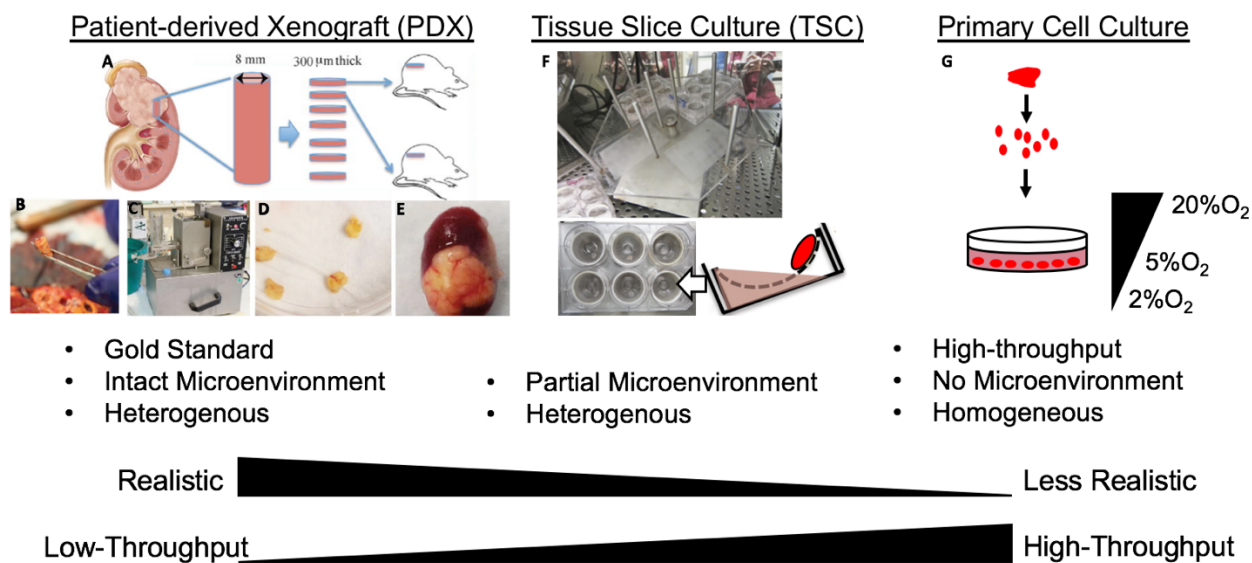 Patient-derived Xenograft (PDX)
A
8 mm
300 μm thick
B
C
D
E
• Gold Standard
• Intact Microenvironment
• Heterogenous
Tissue Slice Culture (TSC)
F
• Partial Microenvironment
• Heterogenous
Primary Cell Culture
G
20%O₂
5%O₂
2%O₂
• High-throughput
• No Microenvironment
• Homogeneous
Realistic
Less Realistic
Low-Throughput
High-Throughput